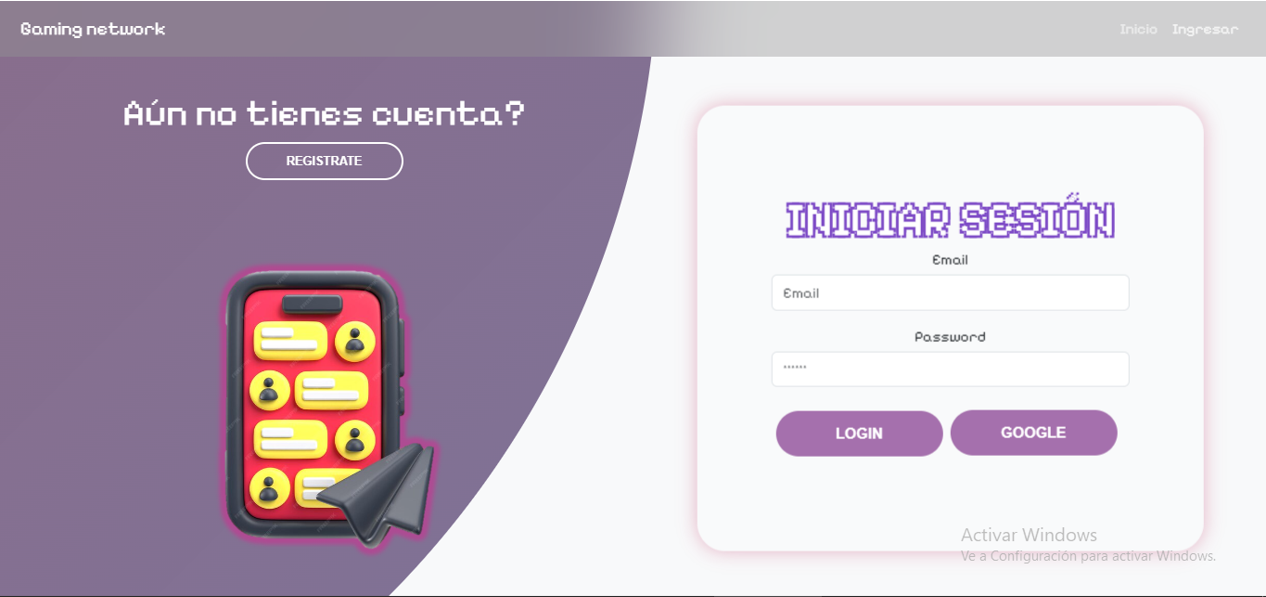 Gaming network
Inicio Ingresar
Aún no tienes cuenta?
REGISTRATE
INICIAR SESIÓN
Email
Email
Password
••••••
LOGIN GOOGLE
Activar Windows
Ve a Configuración para activar Windows.